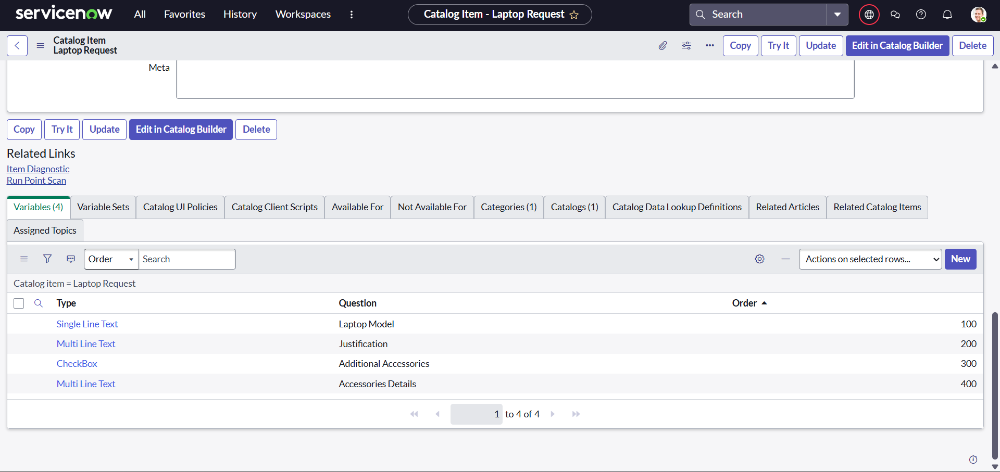 servicenow All Favorites History Workspaces Catalog Item - Laptop Request Search
Catalog Item
Laptop Request
Copy Try It Update Edit in Catalog Builder Delete
Meta
Copy Try It Update Edit in Catalog Builder Delete
Related Links
Item Diagnostic
Run Point Scan
Variables (4) Variable Sets Catalog UI Policies Catalog Client Scripts Available For Not Available For Categories (1) Catalogs (1) Catalog Data Lookup Definitions Related Articles Related Catalog Items
Assigned Topics
Order Search Actions on selected rows... New
Catalog item = Laptop Request
Type Question Order
Single Line Text Laptop Model 100
Multi Line Text Justification 200
CheckBox Additional Accessories 300
Multi Line Text Accessories Details 400
1 to 4 of 4